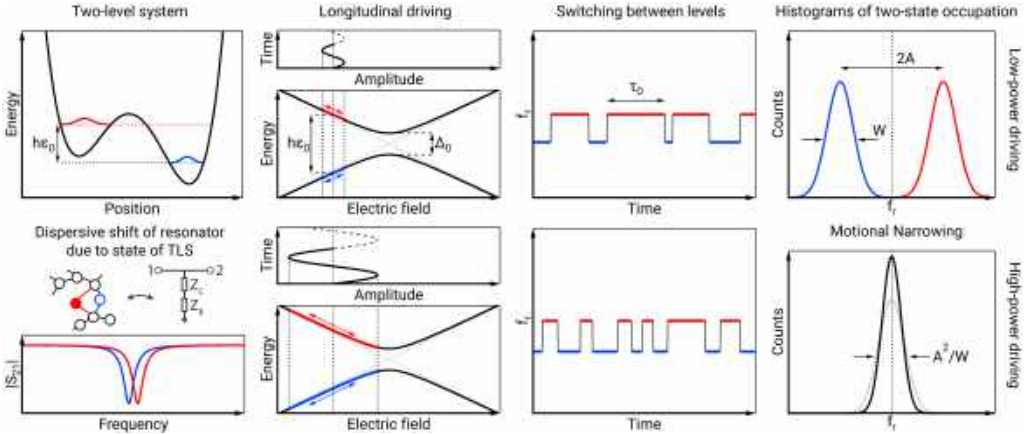 Two-level system
Longitudinal driving
Switching between levels
Histograms of two-state occupation
Energy
hε₀
Position
Time
Amplitude
Energy
hε₀
Δ₀
Electric field
fᵣ
τ₀
Time
Counts
2A
W
fᵣ
Low-power driving
Dispersive shift of resonator
due to state of TLS
1
2
Z_C
|S₂₁|
Frequency
Time
Amplitude
Energy
Electric field
fᵣ
Time
Motional Narrowing
Counts
A²/W
fᵣ
High-power driving